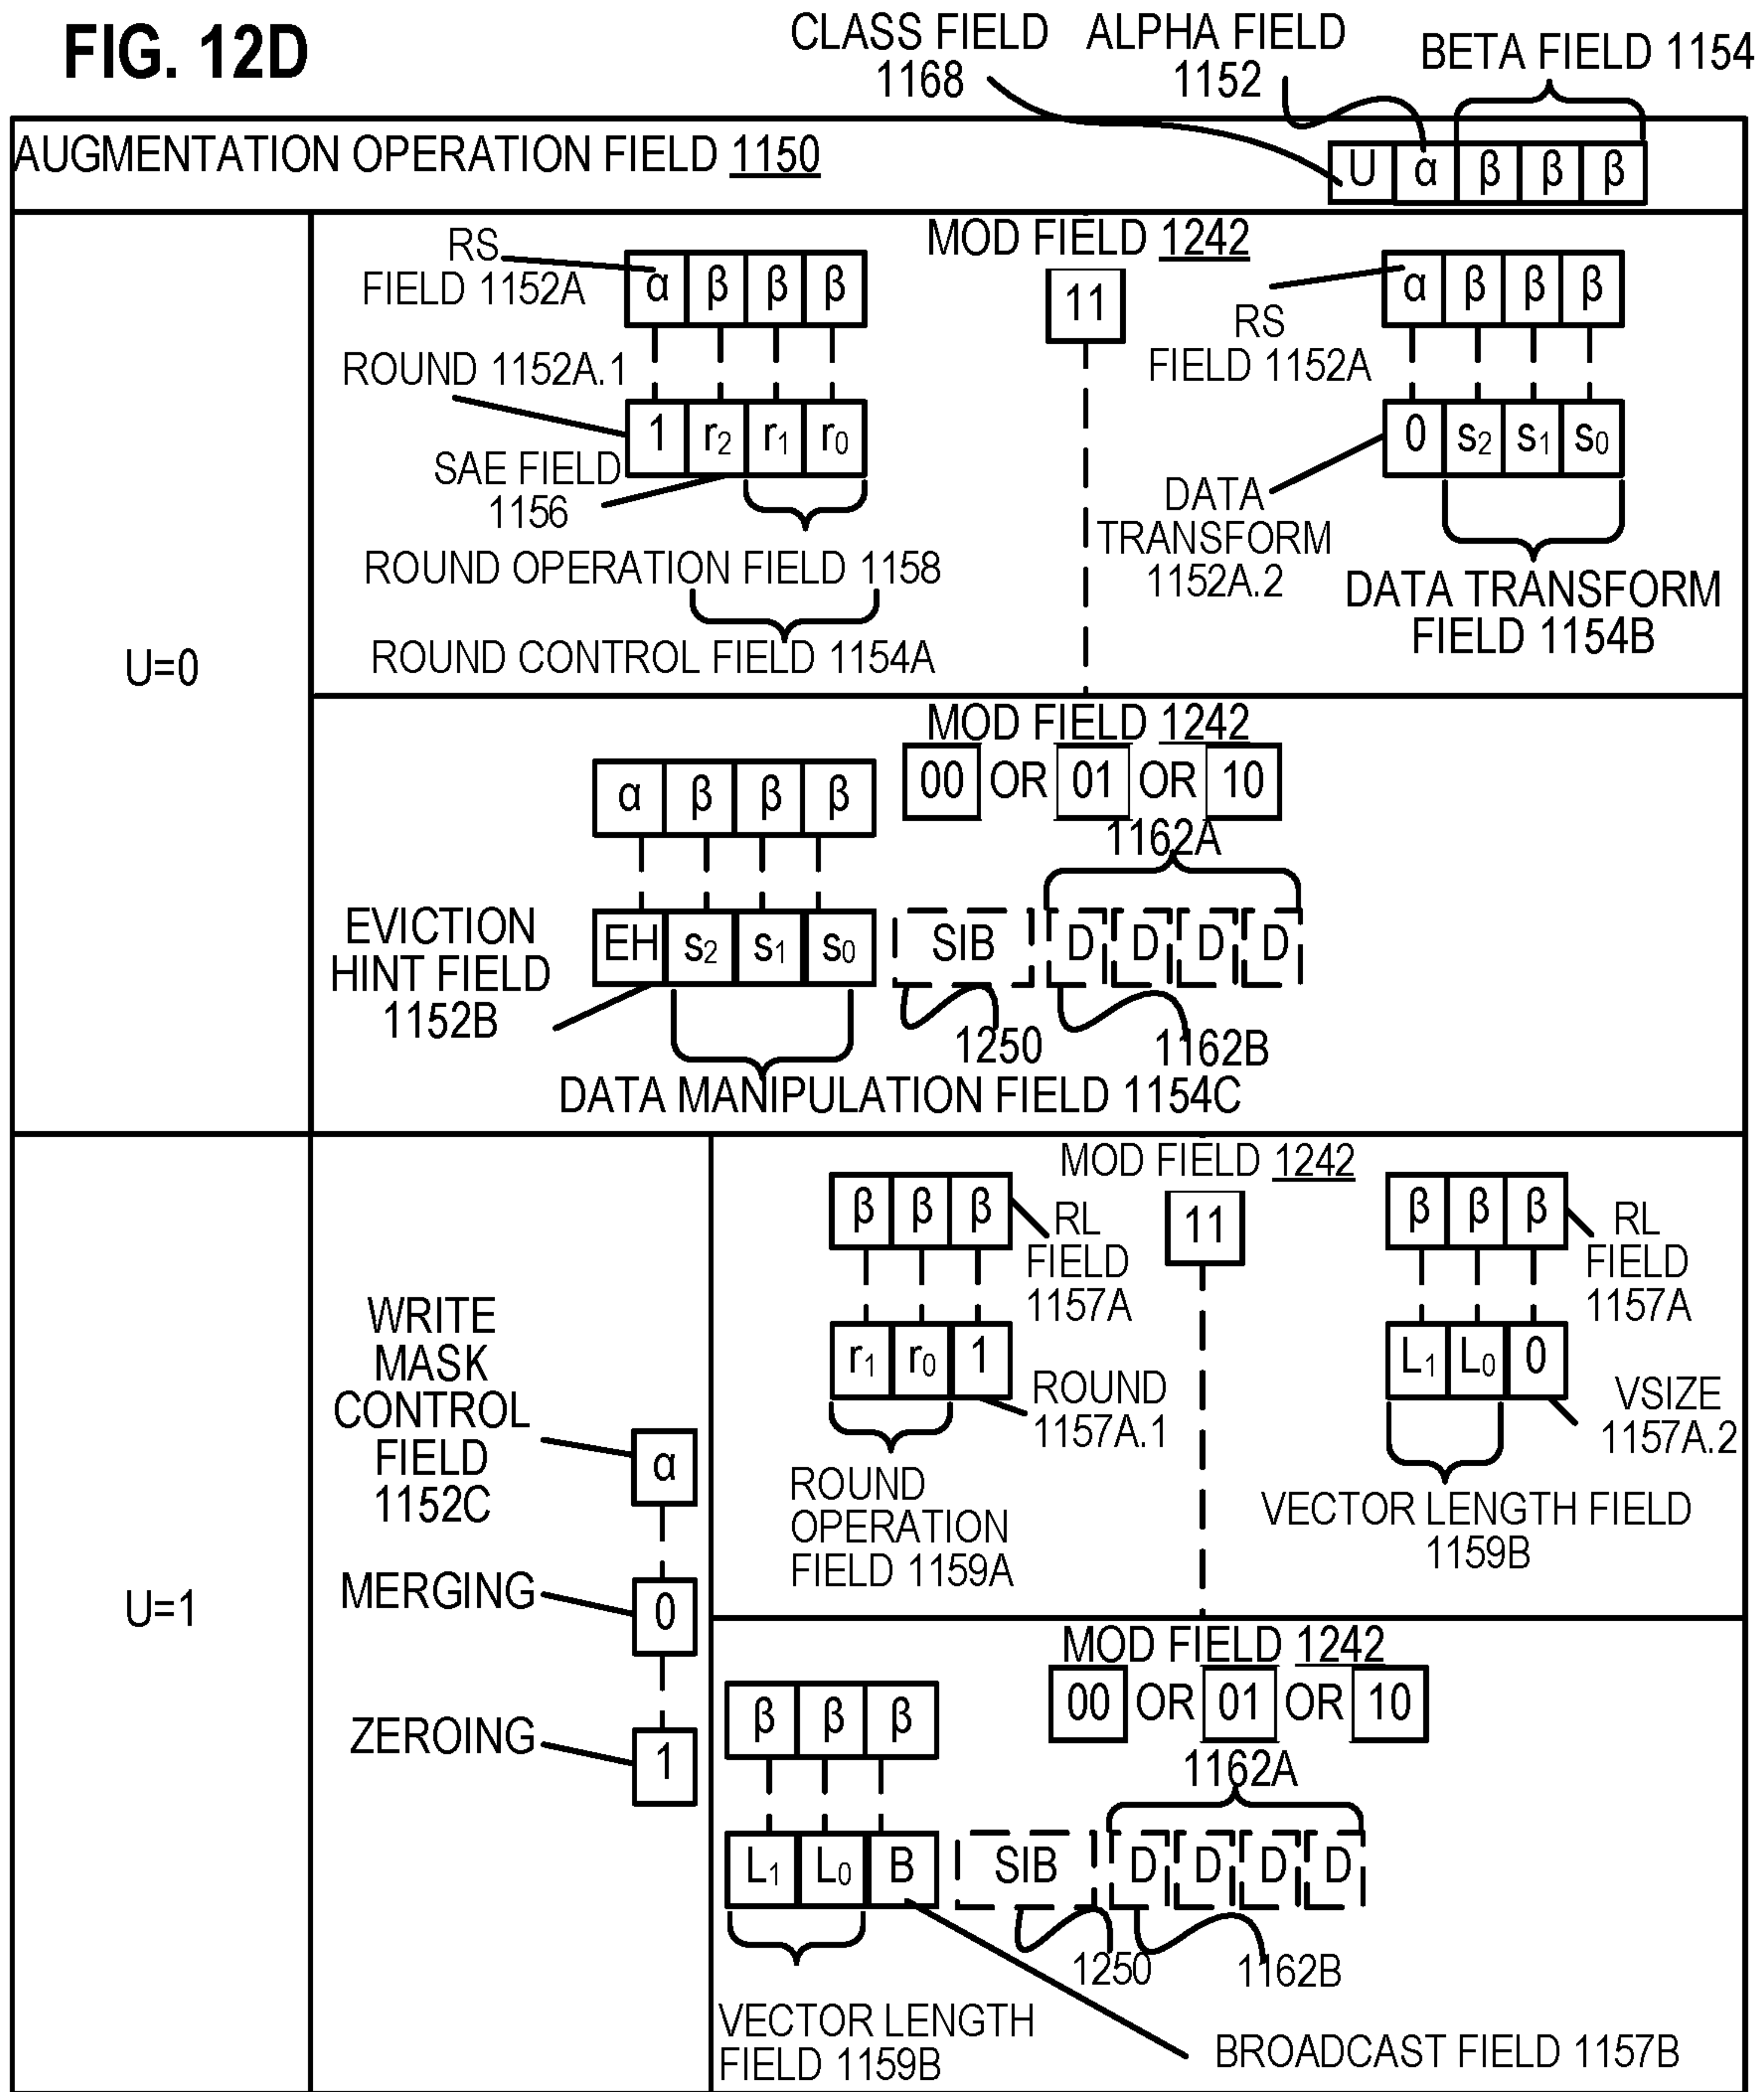 FIG. 12D
CLASS FIELD
1168
ALPHA FIELD
1152
BETA FIELD 1154
AUGMENTATION OPERATION FIELD 1150
U α β β β
U=0
MOD FIELD 1242
11
RS
FIELD 1152A
α β β β
ROUND 1152A.1
1 r2 r1 r0
SAE FIELD
1156
ROUND OPERATION FIELD 1158
ROUND CONTROL FIELD 1154A
α β β β
RS
FIELD 1152A
0 s2 s1 s0
DATA
TRANSFORM
1152A.2
DATA TRANSFORM
FIELD 1154B
MOD FIELD 1242
00 OR 01 OR 10
α β β β
1162A
EVICTION
HINT FIELD
1152B
EH s2 s1 s0 SIB D D D D
1250
1162B
DATA MANIPULATION FIELD 1154C
U=1
WRITE
MASK
CONTROL
FIELD
1152C
α
MERGING
0
ZEROING
1
MOD FIELD 1242
11
β β β
RL
FIELD
1157A
r1 r0 1
ROUND
1157A.1
ROUND
OPERATION
FIELD 1159A
β β β
RL
FIELD
1157A
L1 L0 0
VSIZE
1157A.2
VECTOR LENGTH FIELD
1159B
MOD FIELD 1242
00 OR 01 OR 10
β β β
1162A
L1 L0 B SIB D D D D
1250
1162B
VECTOR LENGTH
FIELD 1159B
BROADCAST FIELD 1157B